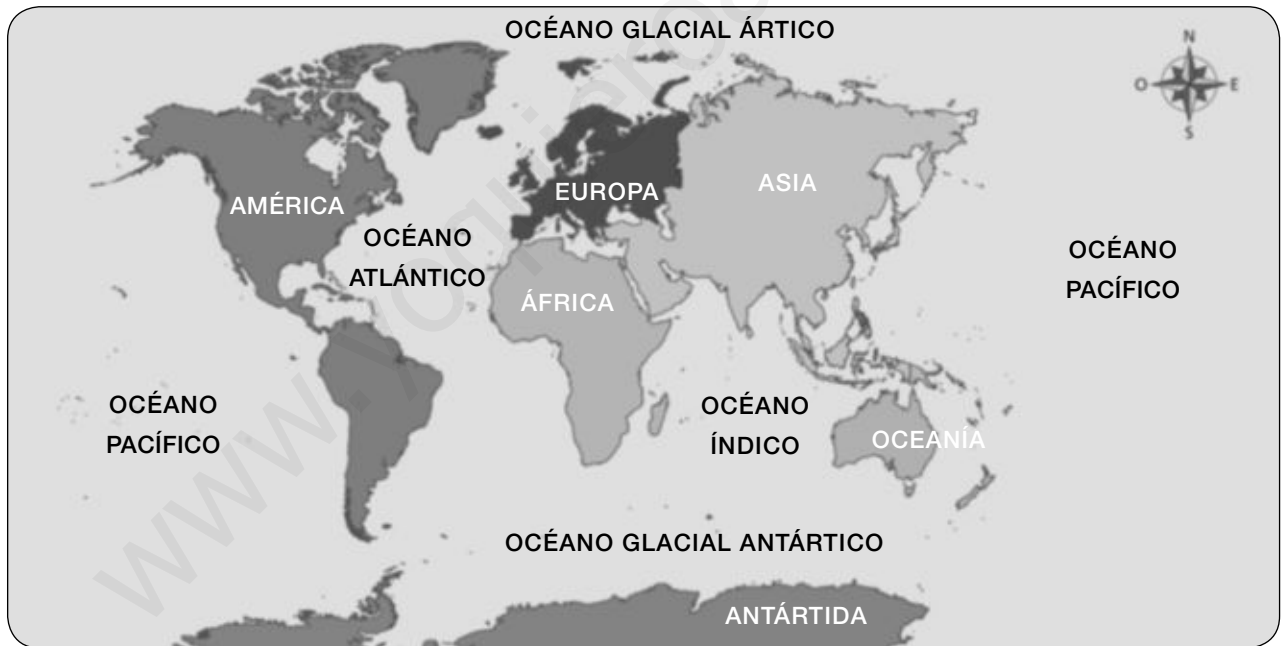 OCÉANO GLACIAL ÁRTICO
N
O
E
S
AMÉRICA
EUROPA
ASIA
OCÉANO
ATLÁNTICO
OCÉANO
PACÍFICO
ÁFRICA
OCÉANO
PACÍFICO
OCÉANO
ÍNDICO
OCEANÍA
OCÉANO GLACIAL ANTÁRTICO
ANTÁRTIDA